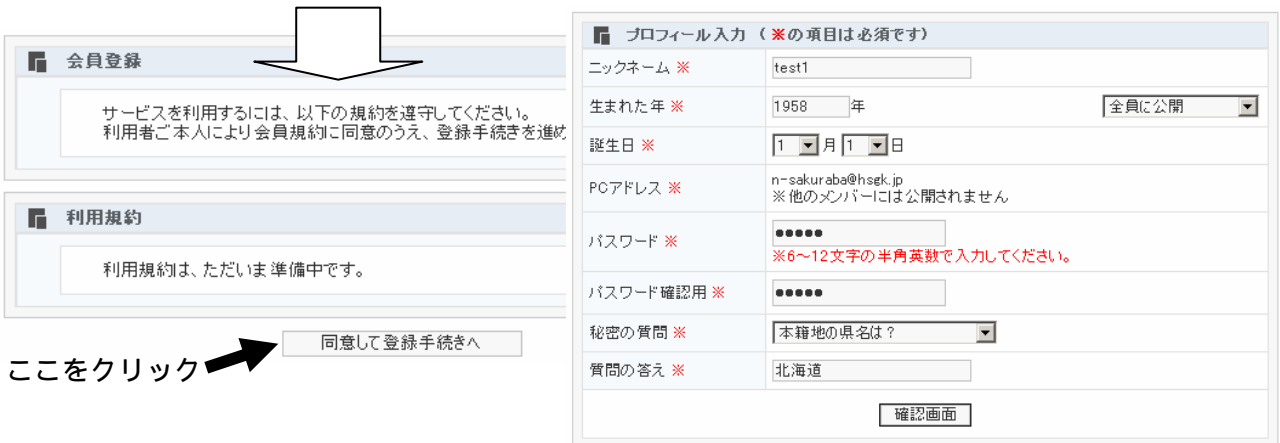 会員登録
サービスを利用するには、以下の規約を遵守してください。
利用者ご本人により会員規約に同意のうえ、登録手続きを進め
利用規約
利用規約は、ただいま準備中です。
同意して登録手続きへ
ここをクリック
プロフィール入力 ( ※の項目は必須です)
ニックネーム ※ test1
生まれた年 ※ 1958 年 全員に公開
誕生日 ※ 1 月 1 日
PCアドレス ※ n-sakuraba@hsgk.jp
※他のメンバーには公開されません
パスワード ※ ●●●●●
※6~12文字の半角英数で入力してください。
パスワード確認用 ※ ●●●●●
秘密の質問 ※ 本籍地の県名は?
質問の答え ※ 北海道
確認画面